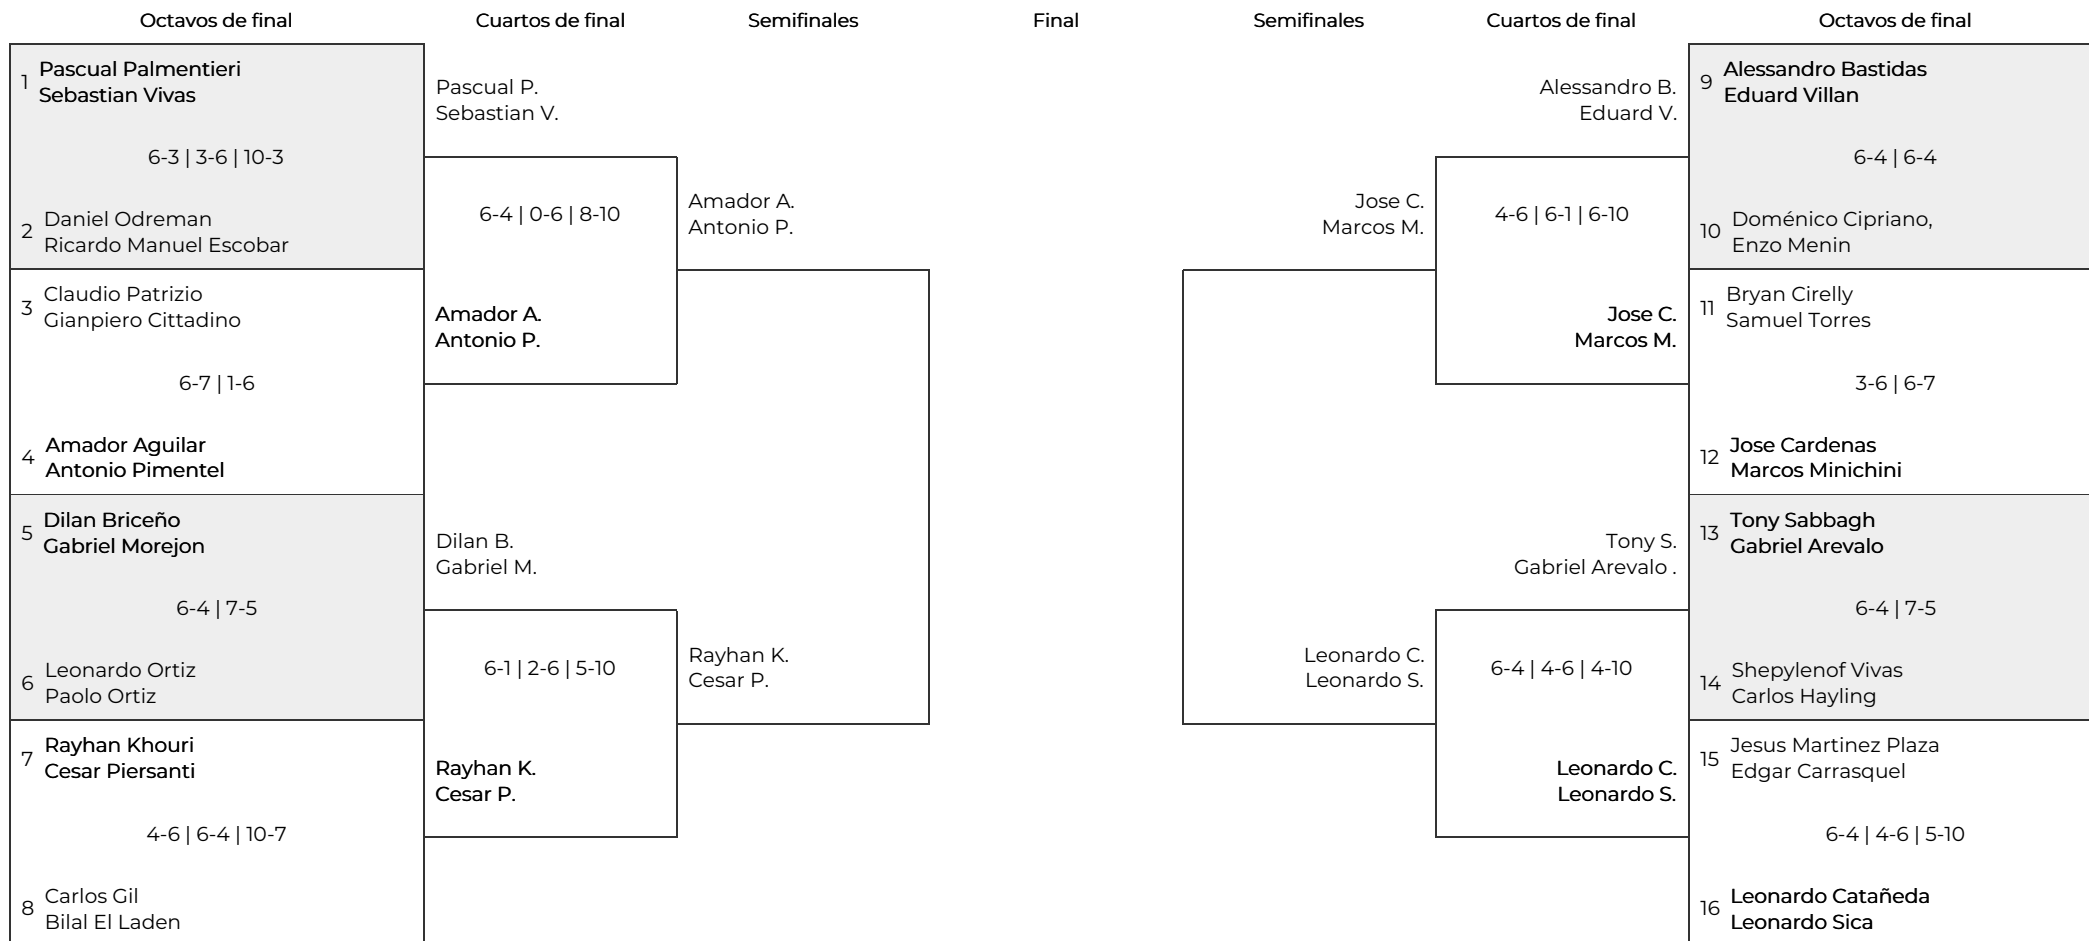 Octavos de final
Cuartos de final
Semifinales
Final
Semifinales
Cuartos de final
Octavos de final
1
Pascual Palmentieri
Sebastian Vivas
6-3 | 3-6 | 10-3
2
Daniel Odreman
Ricardo Manuel Escobar
3
Claudio Patrizio
Gianpiero Cittadino
6-7 | 1-6
4
Amador Aguilar
Antonio Pimentel
5
Dilan Briceño
Gabriel Morejon
6-4 | 7-5
6
Leonardo Ortiz
Paolo Ortiz
7
Rayhan Khouri
Cesar Piersanti
4-6 | 6-4 | 10-7
8
Carlos Gil
Bilal El Laden
Pascual P.
Sebastian V.
6-4 | 0-6 | 8-10
Amador A.
Antonio P.
Dilan B.
Gabriel M.
6-1 | 2-6 | 5-10
Rayhan K.
Cesar P.
Amador A.
Antonio P.
Rayhan K.
Cesar P.
Jose C.
Marcos M.
Leonardo C.
Leonardo S.
Alessandro B.
Eduard V.
4-6 | 6-1 | 6-10
Jose C.
Marcos M.
Tony S.
Gabriel Arevalo .
6-4 | 4-6 | 4-10
Leonardo C.
Leonardo S.
9
Alessandro Bastidas
Eduard Villan
6-4 | 6-4
10
Doménico Cipriano,
Enzo Menin
11
Bryan Cirelly
Samuel Torres
3-6 | 6-7
12
Jose Cardenas
Marcos Minichini
13
Tony Sabbagh
Gabriel Arevalo
6-4 | 7-5
14
Shepylenof Vivas
Carlos Hayling
15
Jesus Martinez Plaza
Edgar Carrasquel
6-4 | 4-6 | 5-10
16
Leonardo Catañeda
Leonardo Sica